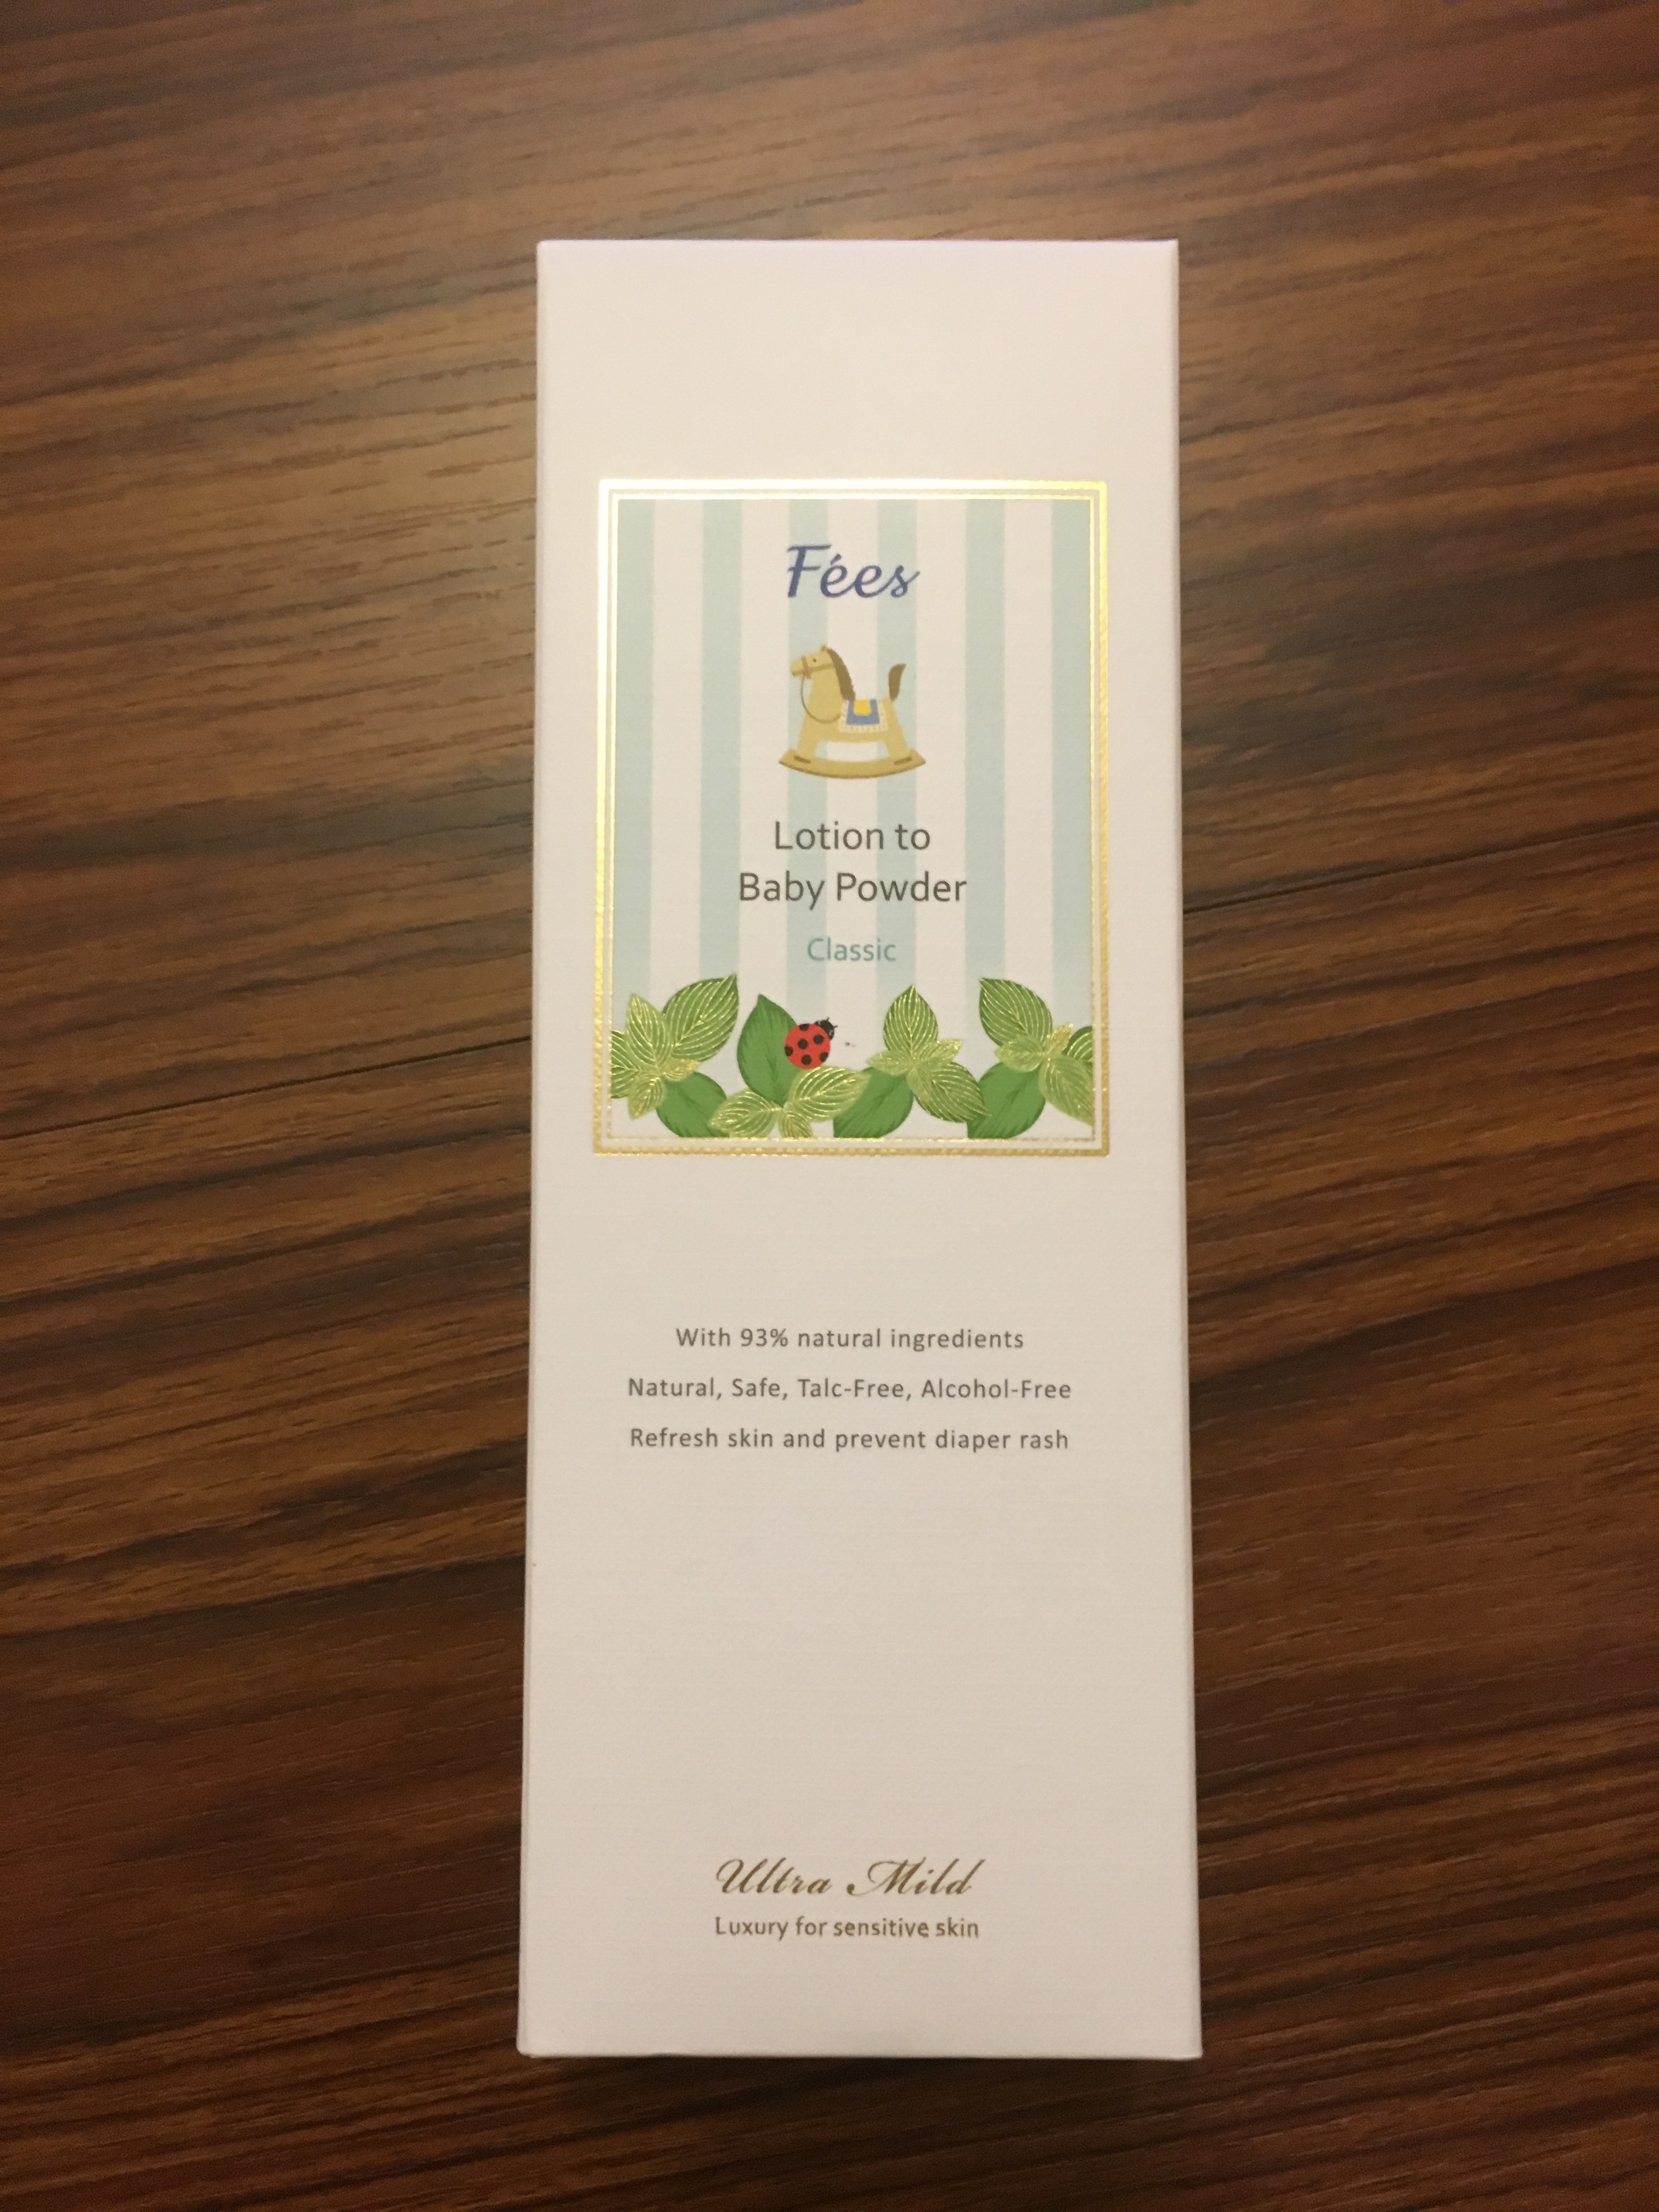 Fées
Lotion to
Baby Powder
Classic
With 93% natural ingredients
Natural, Safe, Talc-Free, Alcohol-Free
Refresh skin and prevent diaper rash
Ultra Mild
Luxury for sensitive skin